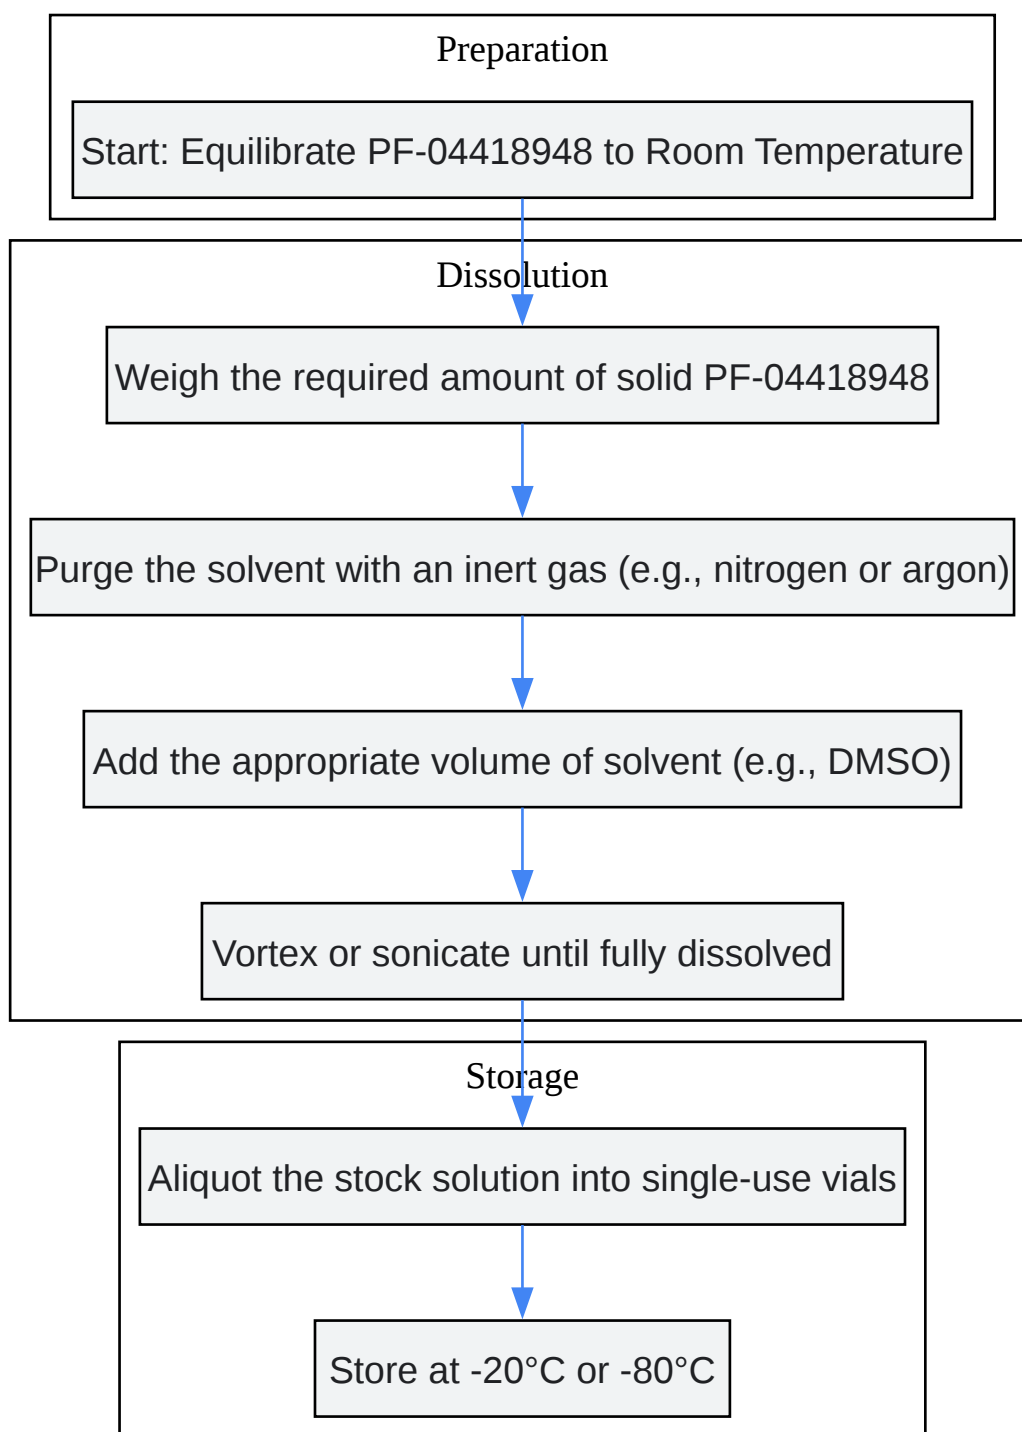 Preparation
Start: Equilibrate PF-04418948 to Room Temperature
Dissolution
Weigh the required amount of solid PF-04418948
Purge the solvent with an inert gas (e.g., nitrogen or argon)
Add the appropriate volume of solvent (e.g., DMSO)
Vortex or sonicate until fully dissolved
Storage
Aliquot the stock solution into single-use vials
Store at -20°C or -80°C